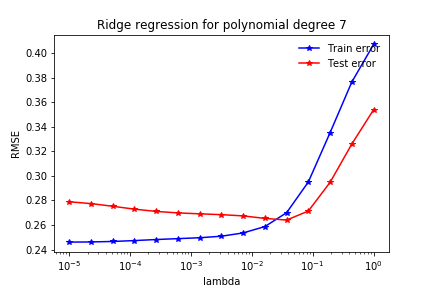 Ridge regression for polynomial degree 7
Train error
Test error
RMSE
0.40
0.38
0.36
0.34
0.32
0.30
0.28
0.26
0.24
10⁻⁵ 10⁻⁴ 10⁻³ 10⁻² 10⁻¹ 10⁰
lambda